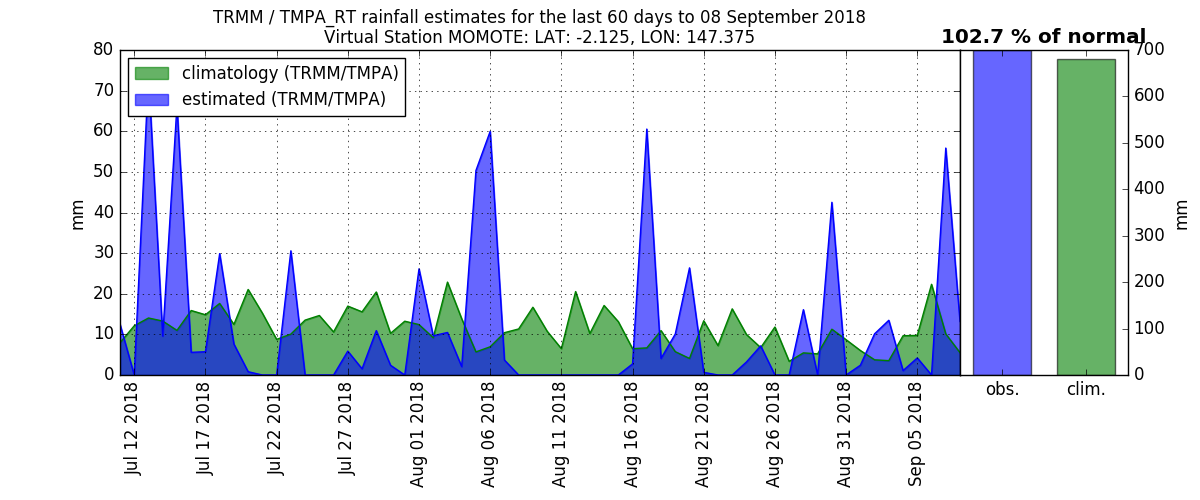 TRMM / TMPA_RT rainfall estimates for the last 60 days to 08 September 2018
Virtual Station MOMOTE: LAT: -2.125, LON: 147.375
102.7 % of normal
climatology (TRMM/TMPA)
estimated (TRMM/TMPA)
80
70
60
50
40
30
20
10
0
mm
700
600
500
400
300
200
100
0
mm
Jul 12 2018
Jul 17 2018
Jul 22 2018
Jul 27 2018
Aug 01 2018
Aug 06 2018
Aug 11 2018
Aug 16 2018
Aug 21 2018
Aug 26 2018
Aug 31 2018
Sep 05 2018
obs.
clim.